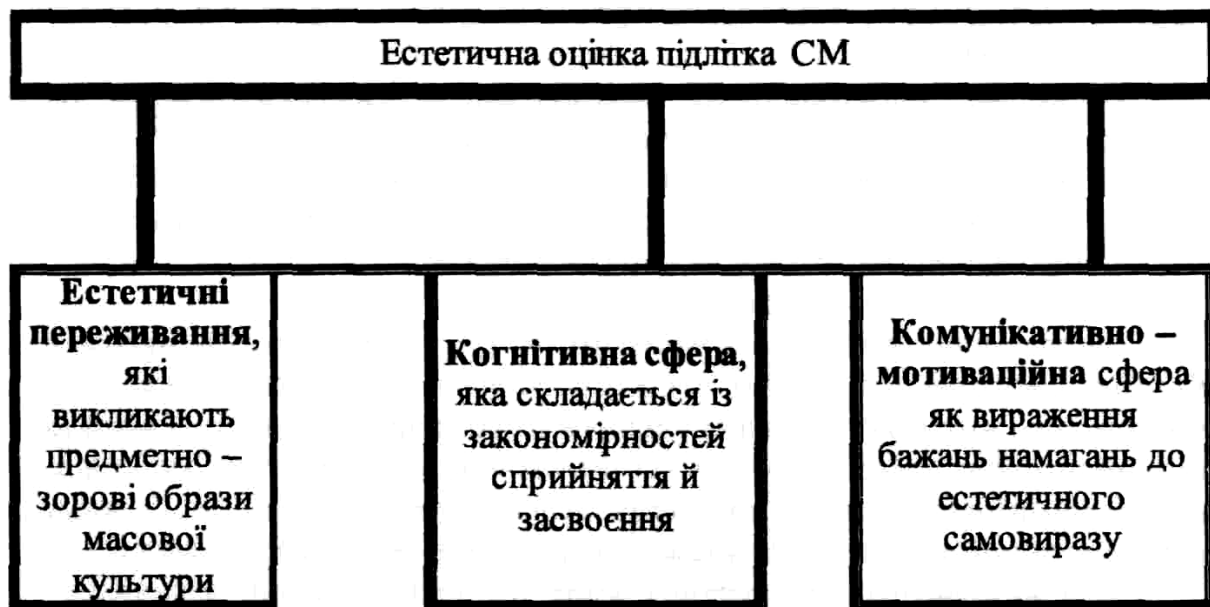 Естетична оцінка підлітка СМ
Естетичні
переживання,
які
викликають
предметно –
зорові образи
масової
культури
Когнітивна сфера,
яка складається із
закономірностей
сприйняття й
засвоєння
Комунікативно –
мотиваційна сфера
як вираження
бажань намагань до
естетичного
самовиразу